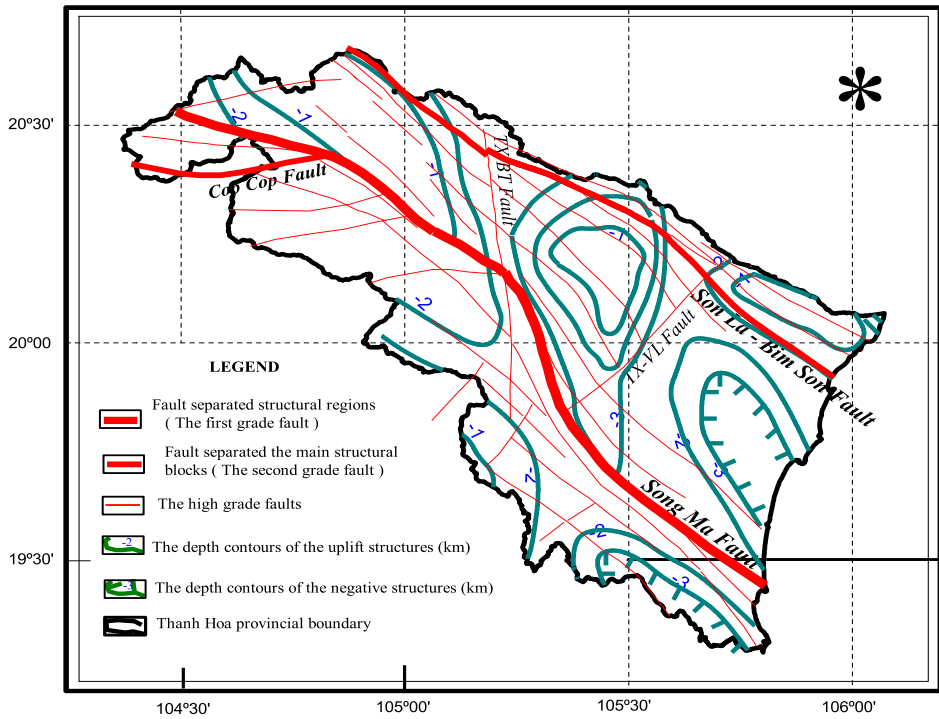 20°30'
20°00'
19°30'
104°30'
105°00'
105°30'
106°00'
-2
-1
-1
Cop Cop Fault
TX-BT Fault
-1
-2
2
-1
Son La - Bim Son Fault
TX-VL Fault
-3
-2
-3
-1
-2
-2
-3
Song Ma Fault
LEGEND
Fault separated structural regions
( The first grade fault )
Fault separated the main structural
blocks ( The second grade fault )
The high grade faults
-2
The depth contours of the uplift structures (km)
-3
The depth contours of the negative structures (km)
Thanh Hoa provincial boundary